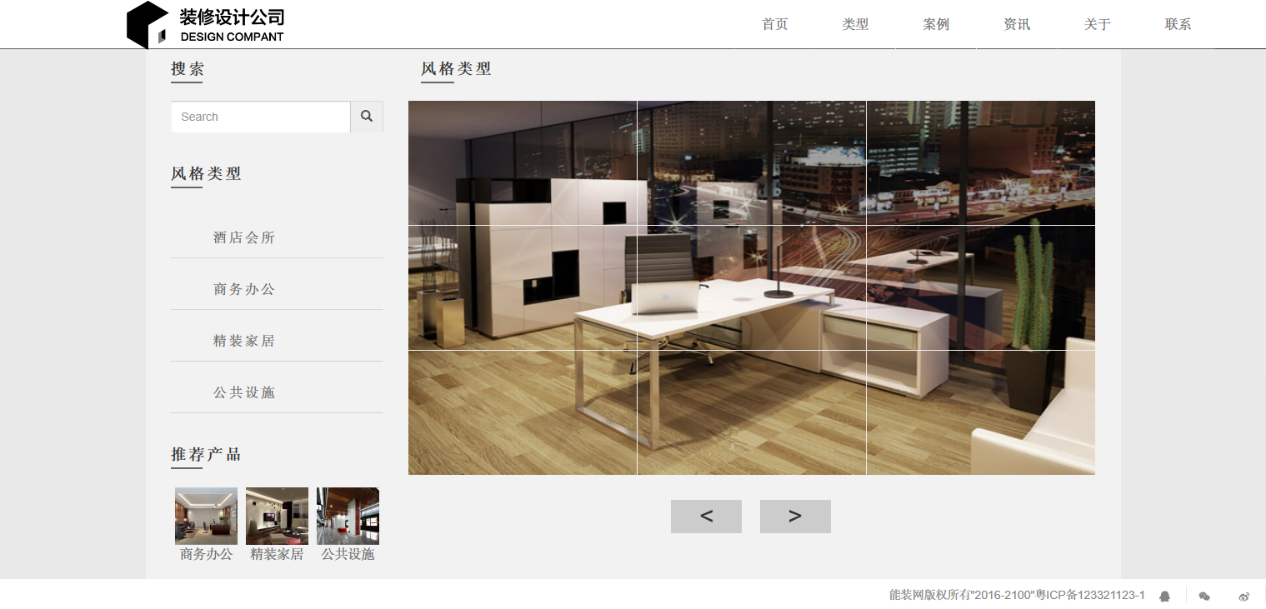 装修设计公司
DESIGN COMPANT
首页 类型 案例 资讯 关于 联系
搜索
Search
风格类型
酒店会所
商务办公
精装家居
公共设施
推荐产品
商务办公 精装家居 公共设施
风格类型
< >
能装网版权所有"2016-2100"粤ICP备123321123-1